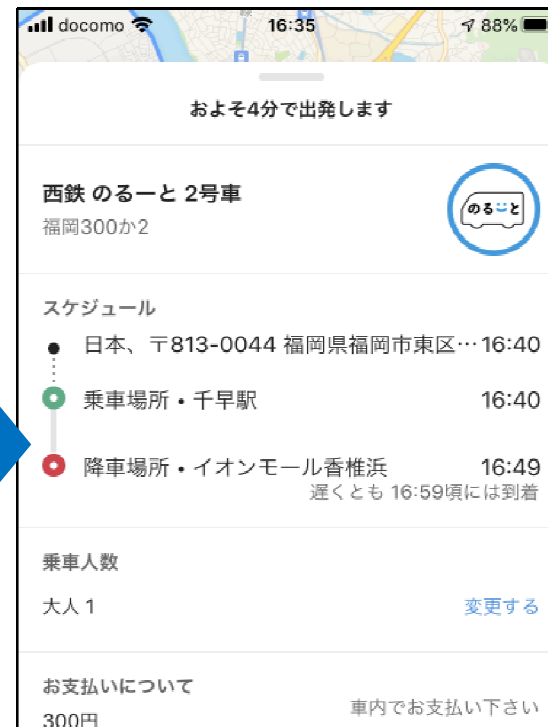 docomo 16:35 88%
およそ4分で出発します
西鉄 のるーと 2号車
福岡300か2
のるーと
スケジュール
日本、〒813-0044 福岡県福岡市東区… 16:40
乗車場所 • 千早駅 16:40
降車場所 • イオンモール香椎浜 16:49
遅くとも 16:59頃には到着
乗車人数
大人 1 変更する
お支払いについて
300円 車内でお支払い下さい